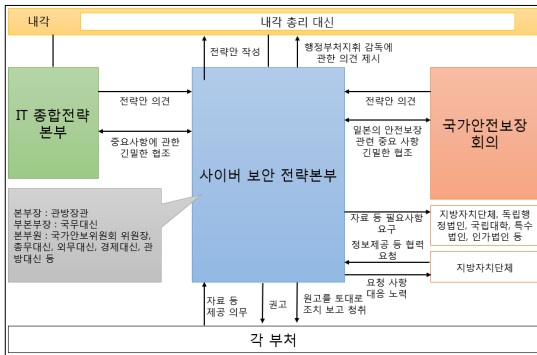 내각
내각 총리 대신
전략안 작성
행정부처지휘 감독에
관한 의견 제시
IT 종합전략
본부
전략안 의견
중요사항에 관한
긴밀한 협조
사이버 보안 전략본부
전략안 의견
일본의 안전보장
관련 중요 사항
긴밀한 협조
국가안전보장
회의
본부장 : 관방장관
부본부장 : 국무대신
본부원 : 국가안보위원회 위원장,
총무대신, 외무대신, 경제대신, 관
방대신 등
자료 등 필요사항
요구
지방자치단체, 독립행
정법인, 국립대학, 특수
법인, 인가법인 등
정보제공 등 협력
요청
지방자치단체
요청 사항
대응 노력
자료 등
제공 의무
권고
원고를 토대로
조치 보고 청취
각 부처